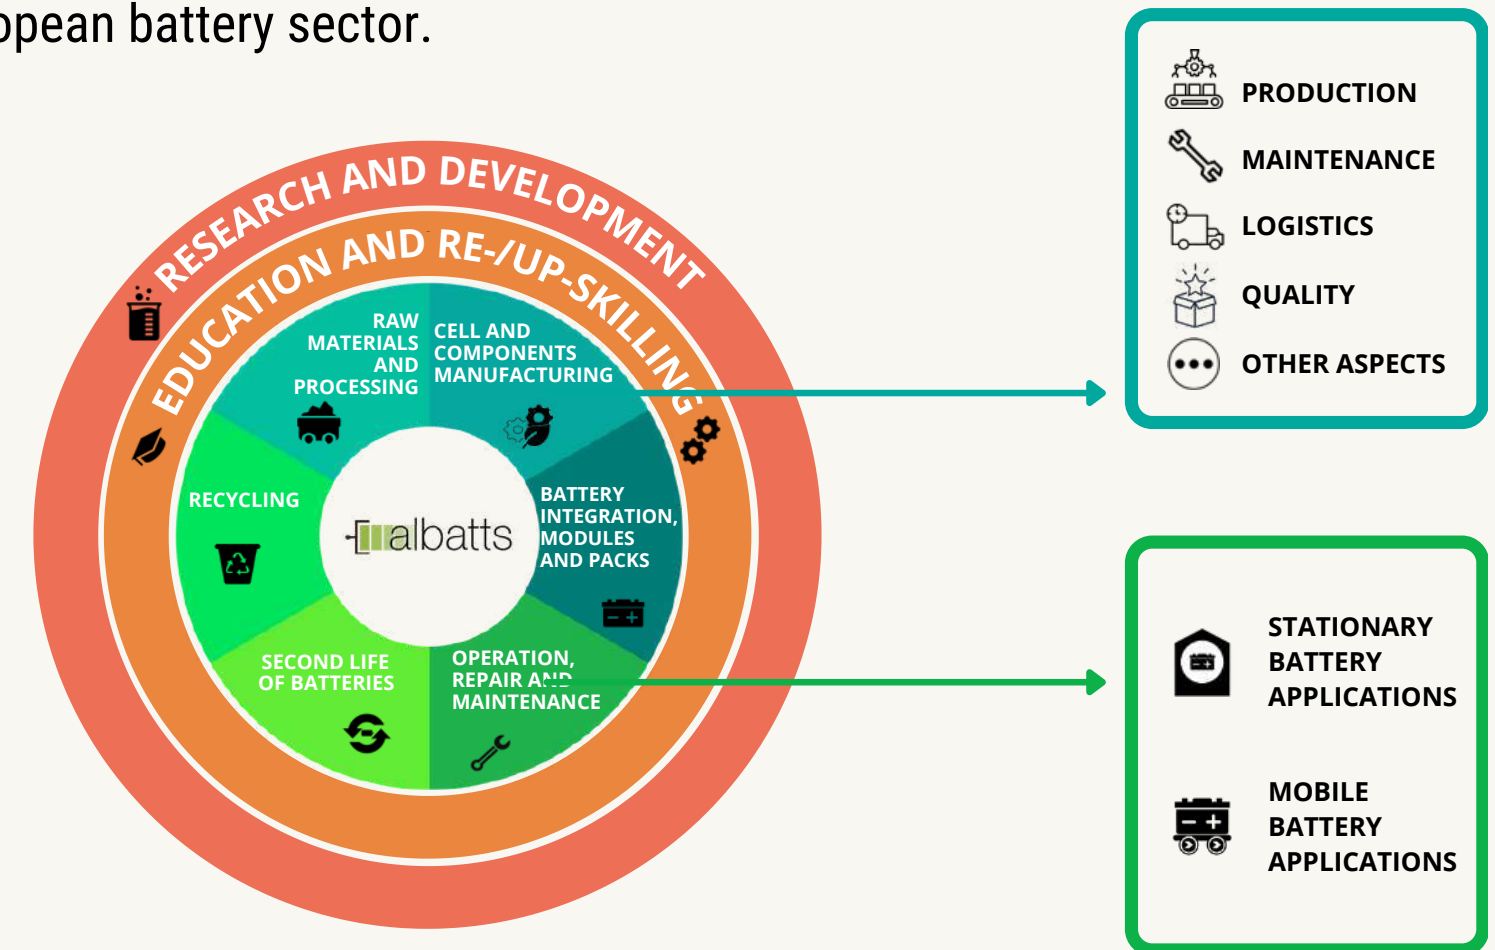 opean battery sector.
RESEARCH AND DEVELOPMENT
EDUCATION AND RE-/UP-SKILLING
RAW
MATERIALS
AND
PROCESSING
CELL AND
COMPONENTS
MANUFACTURING
BATTERY
INTEGRATION,
MODULES
AND PACKS
OPERATION,
REPAIR AND
MAINTENANCE
SECOND LIFE
OF BATTERIES
RECYCLING
albatts
PRODUCTION
MAINTENANCE
LOGISTICS
QUALITY
OTHER ASPECTS
STATIONARY
BATTERY
APPLICATIONS
MOBILE
BATTERY
APPLICATIONS